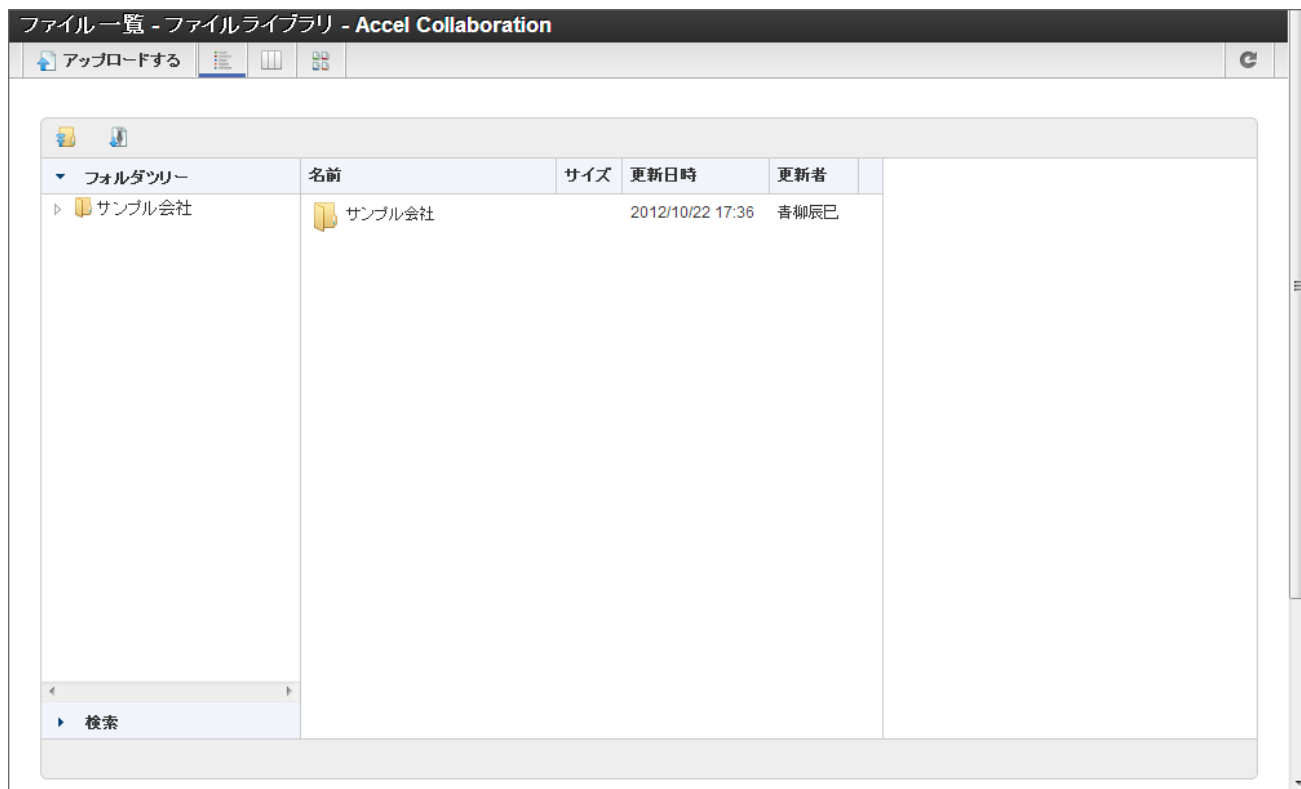 ファイル一覧 - ファイルライブラリ - Accel Collaboration
アップロードする
フォルダツリー
名前 サイズ 更新日時 更新者
サンプル会社
サンプル会社 2012/10/22 17:36 青柳辰巳
検索